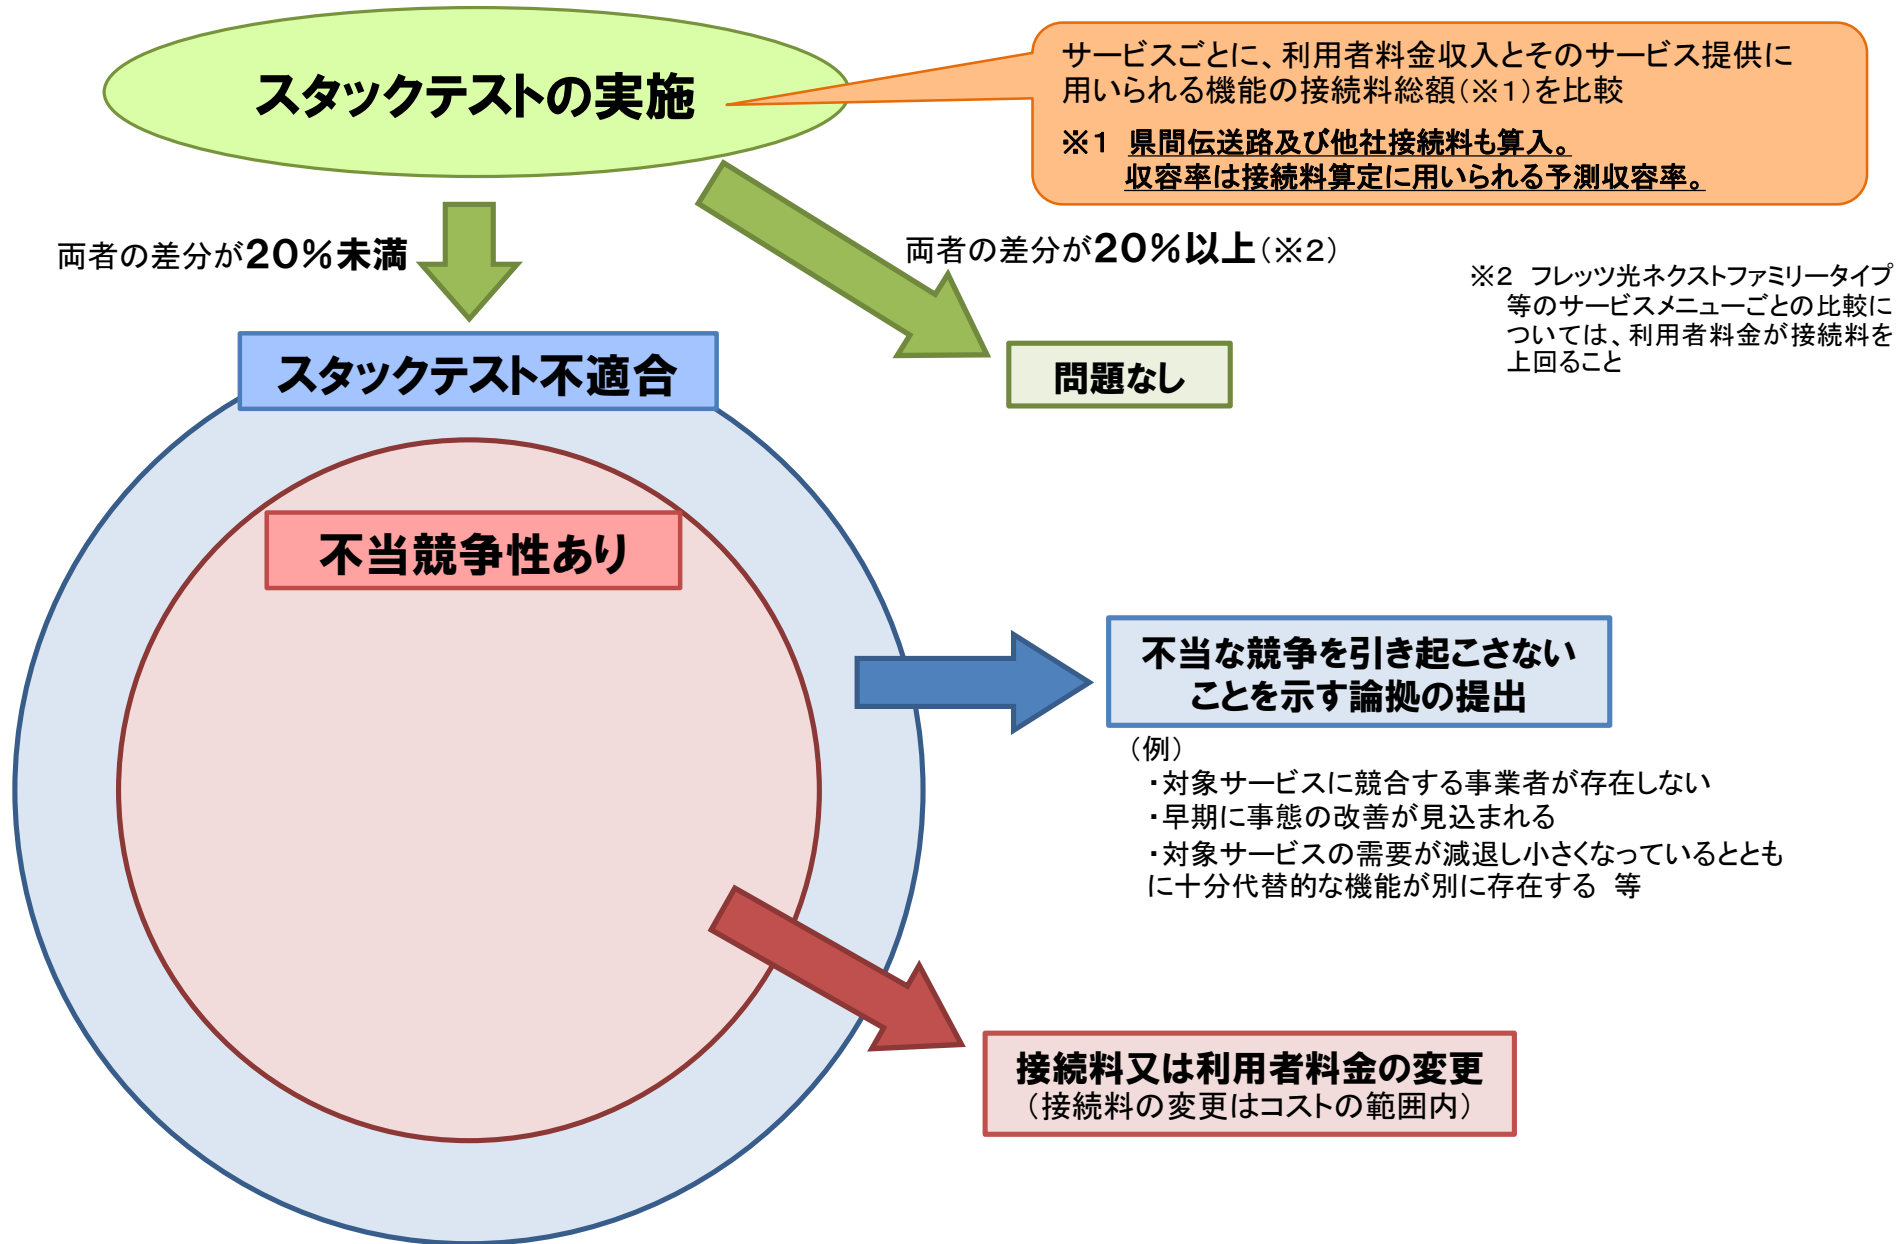 スタックテストの実施
サービスごとに、利用者料金収入とそのサービス提供に
用いられる機能の接続料総額（※１）を比較
※１　県間伝送路及び他社接続料も算入。
収容率は接続料算定に用いられる予測収容率。
両者の差分が２０％未満
両者の差分が２０％以上（※２）
※２　フレッツ光ネクストファミリータイプ
等のサービスメニューごとの比較に
ついては、利用者料金が接続料を
上回ること
スタックテスト不適合
問題なし
不当競争性あり
不当な競争を引き起こさない
ことを示す論拠の提出
（例）
・対象サービスに競合する事業者が存在しない
・早期に事態の改善が見込まれる
・対象サービスの需要が減退し小さくなっているととも
に十分代替的な機能が別に存在する　等
接続料又は利用者料金の変更
（接続料の変更はコストの範囲内）